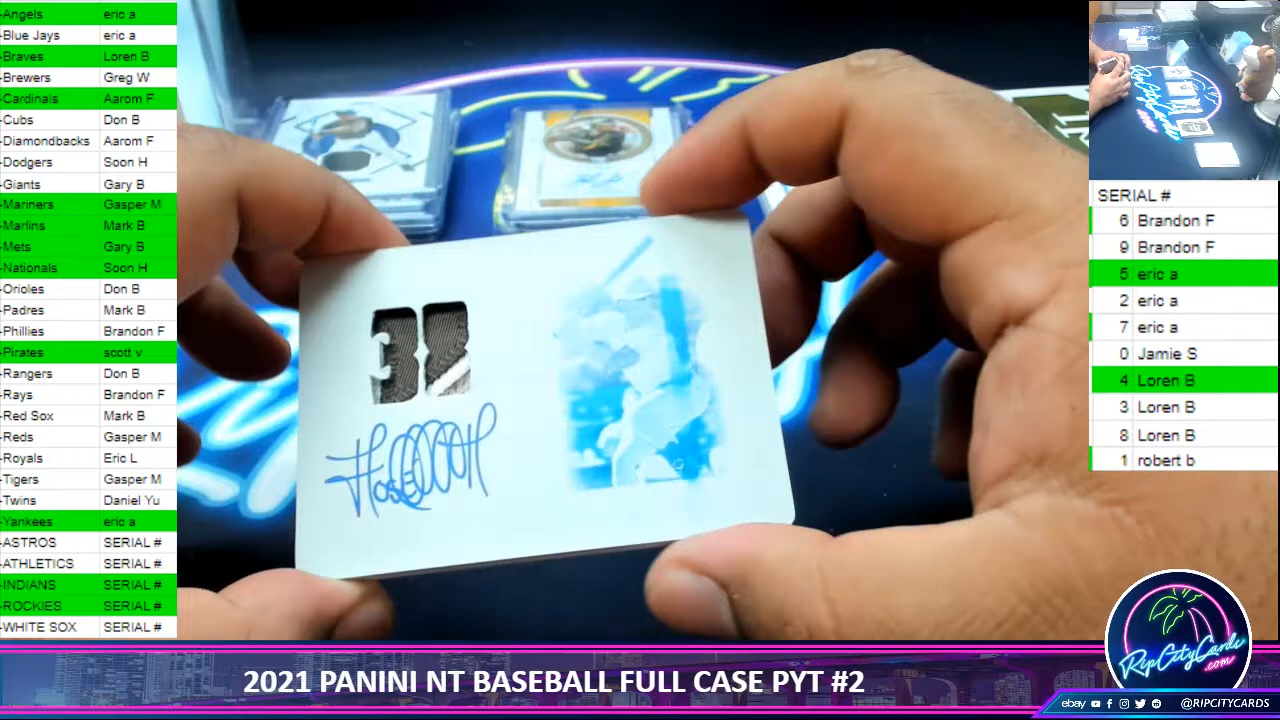 -Angels eric a
-Blue Jays eric a
-Braves Loren B
-Brewers Greg W
-Cardinals Aarom F
-Cubs Don B
-Diamondbacks Aarom F
-Dodgers Soon H
-Giants Gary B
-Mariners Gasper M
-Marlins Mark B
-Mets Gary B
-Nationals Soon H
-Orioles Don B
-Padres Mark B
-Phillies Brandon F
-Pirates scott v
-Rangers Don B
-Rays Brandon F
-Red Sox Mark B
-Reds Gasper M
-Royals Eric L
-Tigers Gasper M
-Twins Daniel Yu
-Yankees eric a
-ASTROS SERIAL #
-ATHLETICS SERIAL #
-INDIANS SERIAL #
-ROCKIES SERIAL #
-WHITE SOX SERIAL #
38
SERIAL #
6 Brandon F
9 Brandon F
5 eric a
2 eric a
7 eric a
0 Jamie S
4 Loren B
3 Loren B
8 Loren B
1 robert b
RipCityCards
.com
2021 PANINI NT BASEBALL FULL CASE PYT #2
ebay @RIPCITYCARDS